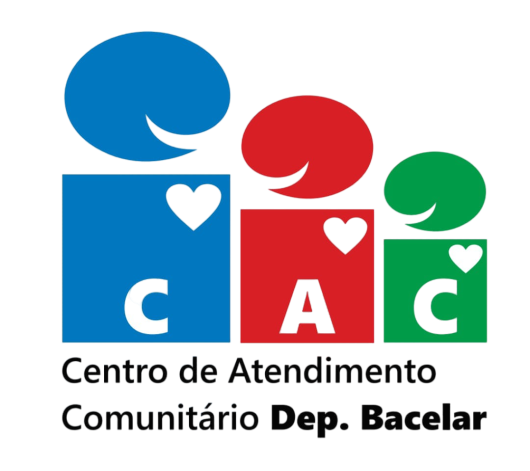 C A C
Centro de Atendimento
Comunitário Dep. Bacelar